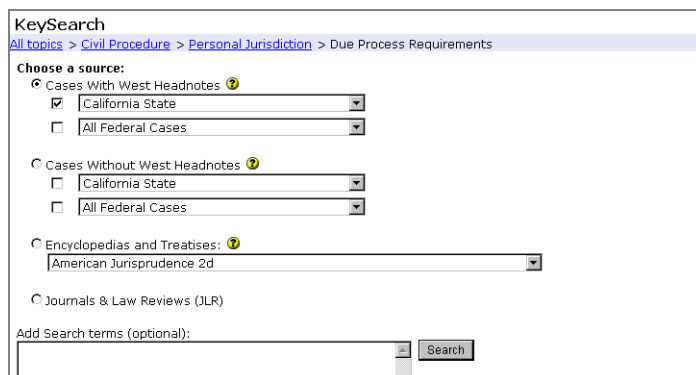 KeySearch
All topics > Civil Procedure > Personal Jurisdiction > Due Process Requirements
Choose a source:
Cases With West Headnotes ?
California State
All Federal Cases
Cases Without West Headnotes ?
California State
All Federal Cases
Encyclopedias and Treatises: ?
American Jurisprudence 2d
Journals & Law Reviews (JLR)
Add Search terms (optional):
Search